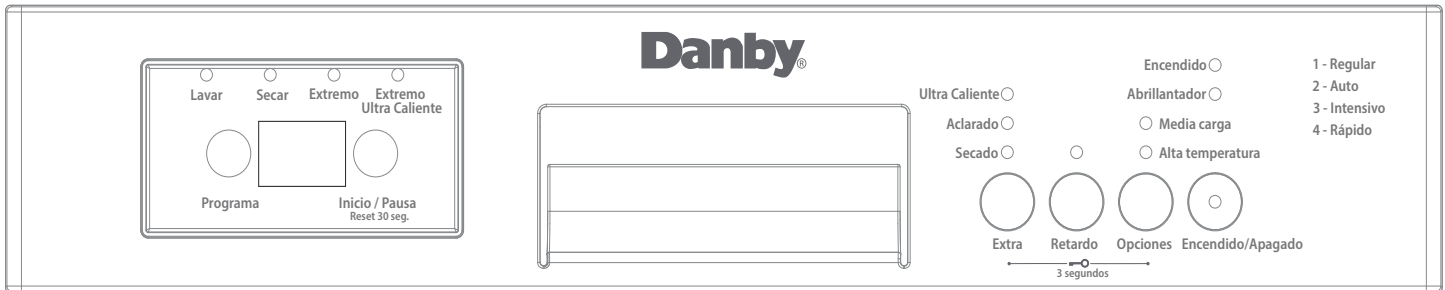 Danby®
Lavar
Secar
Extremo
Extremo
Ultra Caliente
Programa
Inicio / Pausa
Reset 30 seg.
Ultra Caliente
Aclarado
Secado
Encendido
Abrillantador
Media carga
Alta temperatura
Extra
Retardo
Opciones
Encendido/Apagado
3 segundos
1 - Regular
2 - Auto
3 - Intensivo
4 - Rápido